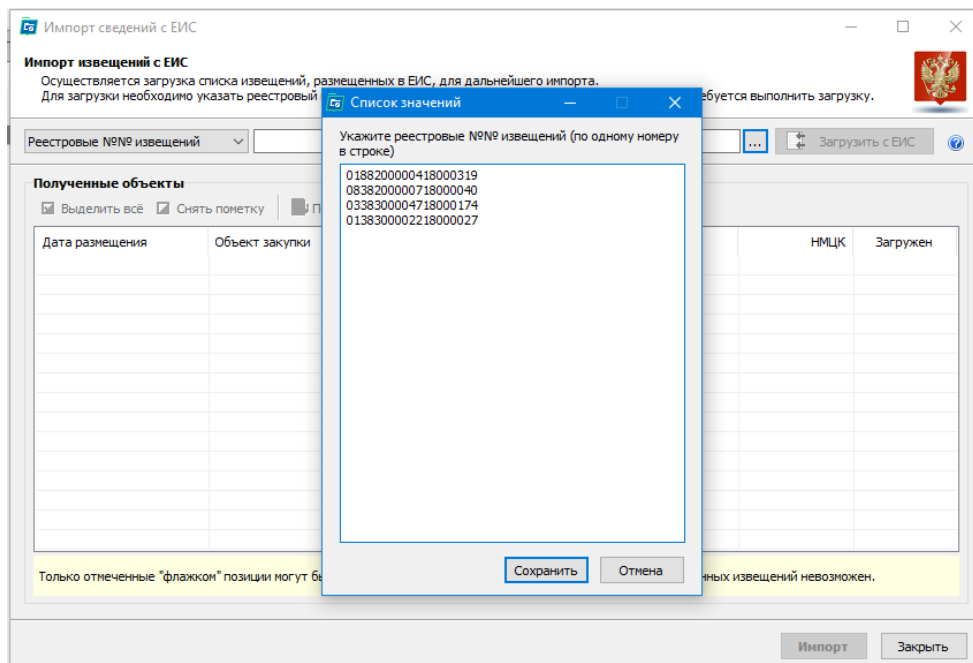 Импорт сведений с ЕИС
Импорт извещений с ЕИС
Осуществляется загрузка списка извещений, размещенных в ЕИС, для дальнейшего импорта.
Для загрузки необходимо указать реестровый
ебуется выполнить загрузку.
Реестровые №№ извещений
...
Загрузить с ЕИС
Полученные объекты
Выделить всё
Снять пометку
Дата размещения
Объект закупки
НМЦК
Загружен
Список значений
Укажите реестровые №№ извещений (по одному номеру
в строке)
0188200000418000319
0838200000718000040
0338300004718000174
0138300002218000027
Сохранить
Отмена
Только отмеченные "флажком" позиции могут
нных извещений невозможен.
Импорт
Закрыть